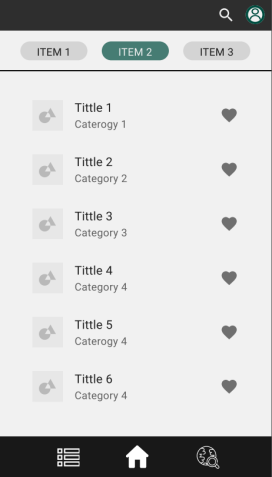 ITEM 1 ITEM 2 ITEM 3
Tittle 1
Caterogy 1
Tittle 2
Category 2
Tittle 3
Category 3
Tittle 4
Category 4
Tittle 5
Caterogy 4
Tittle 6
Category 4